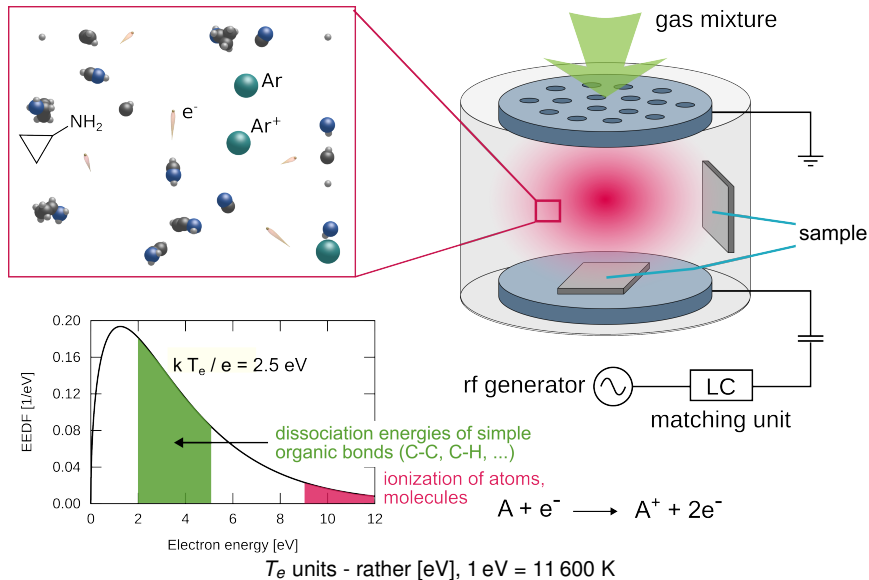 gas mixture
Ar
e⁻
NH₂
Ar⁺
sample
rf generator
LC
matching unit
0.20
0.16
0.12
0.08
0.04
0.00
EEDF [1/eV]
k Tₑ / e = 2.5 eV
dissociation energies of simple
organic bonds (C-C, C-H, ...)
ionization of atoms,
molecules
0 2 4 6 8 10 12
Electron energy [eV]
A + e⁻ ⟶ A⁺ + 2e⁻
Tₑ units - rather [eV], 1 eV = 11 600 K